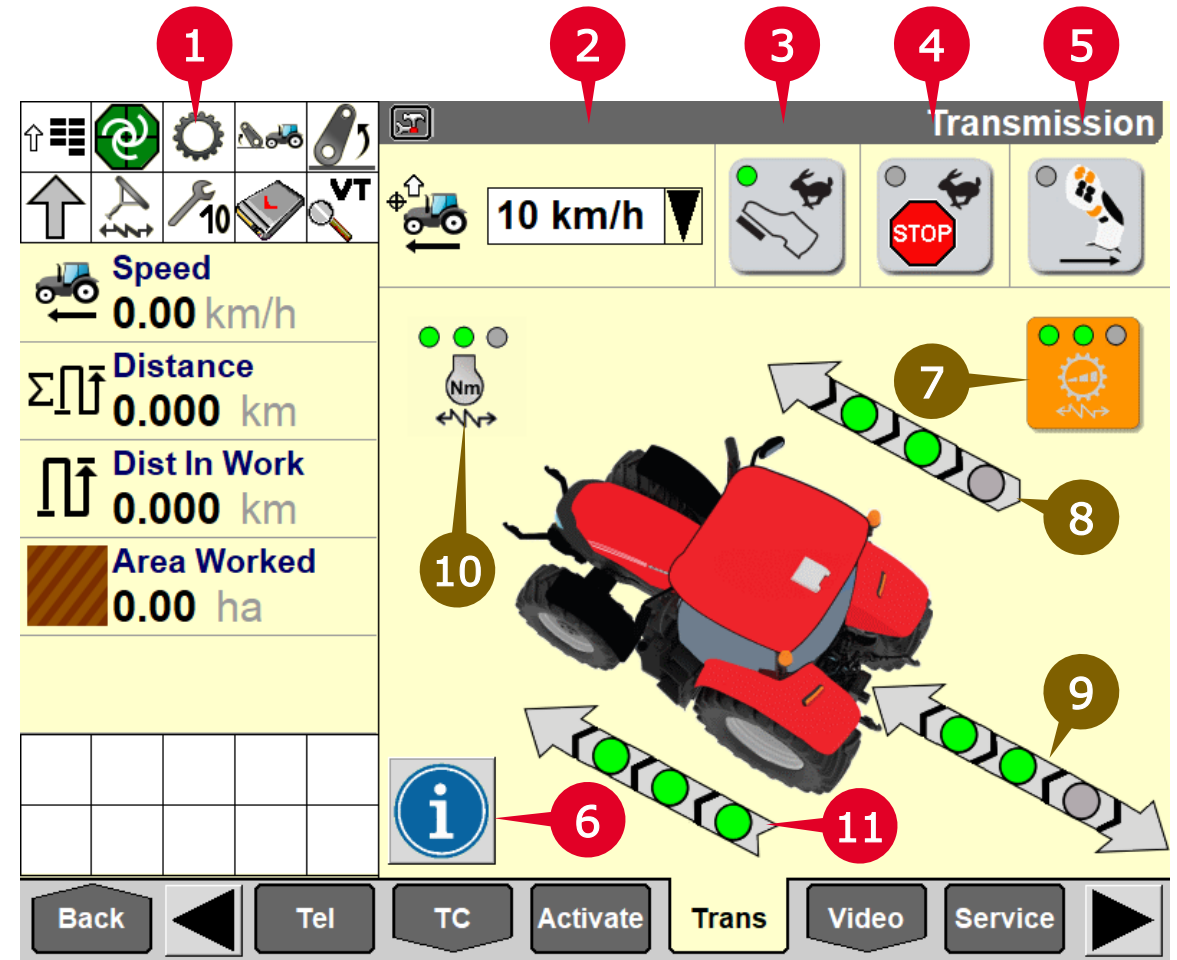 1 2 3 4 5
Transmission
VT
10
L
10 km/h
STOP
Speed
0.00 km/h
Distance
Σ
0.000 km
Dist In Work
0.000 km
Area Worked
0.00 ha
Nm
7
8
10
9
i
6
11
Back Tel TC Activate Trans Video Service